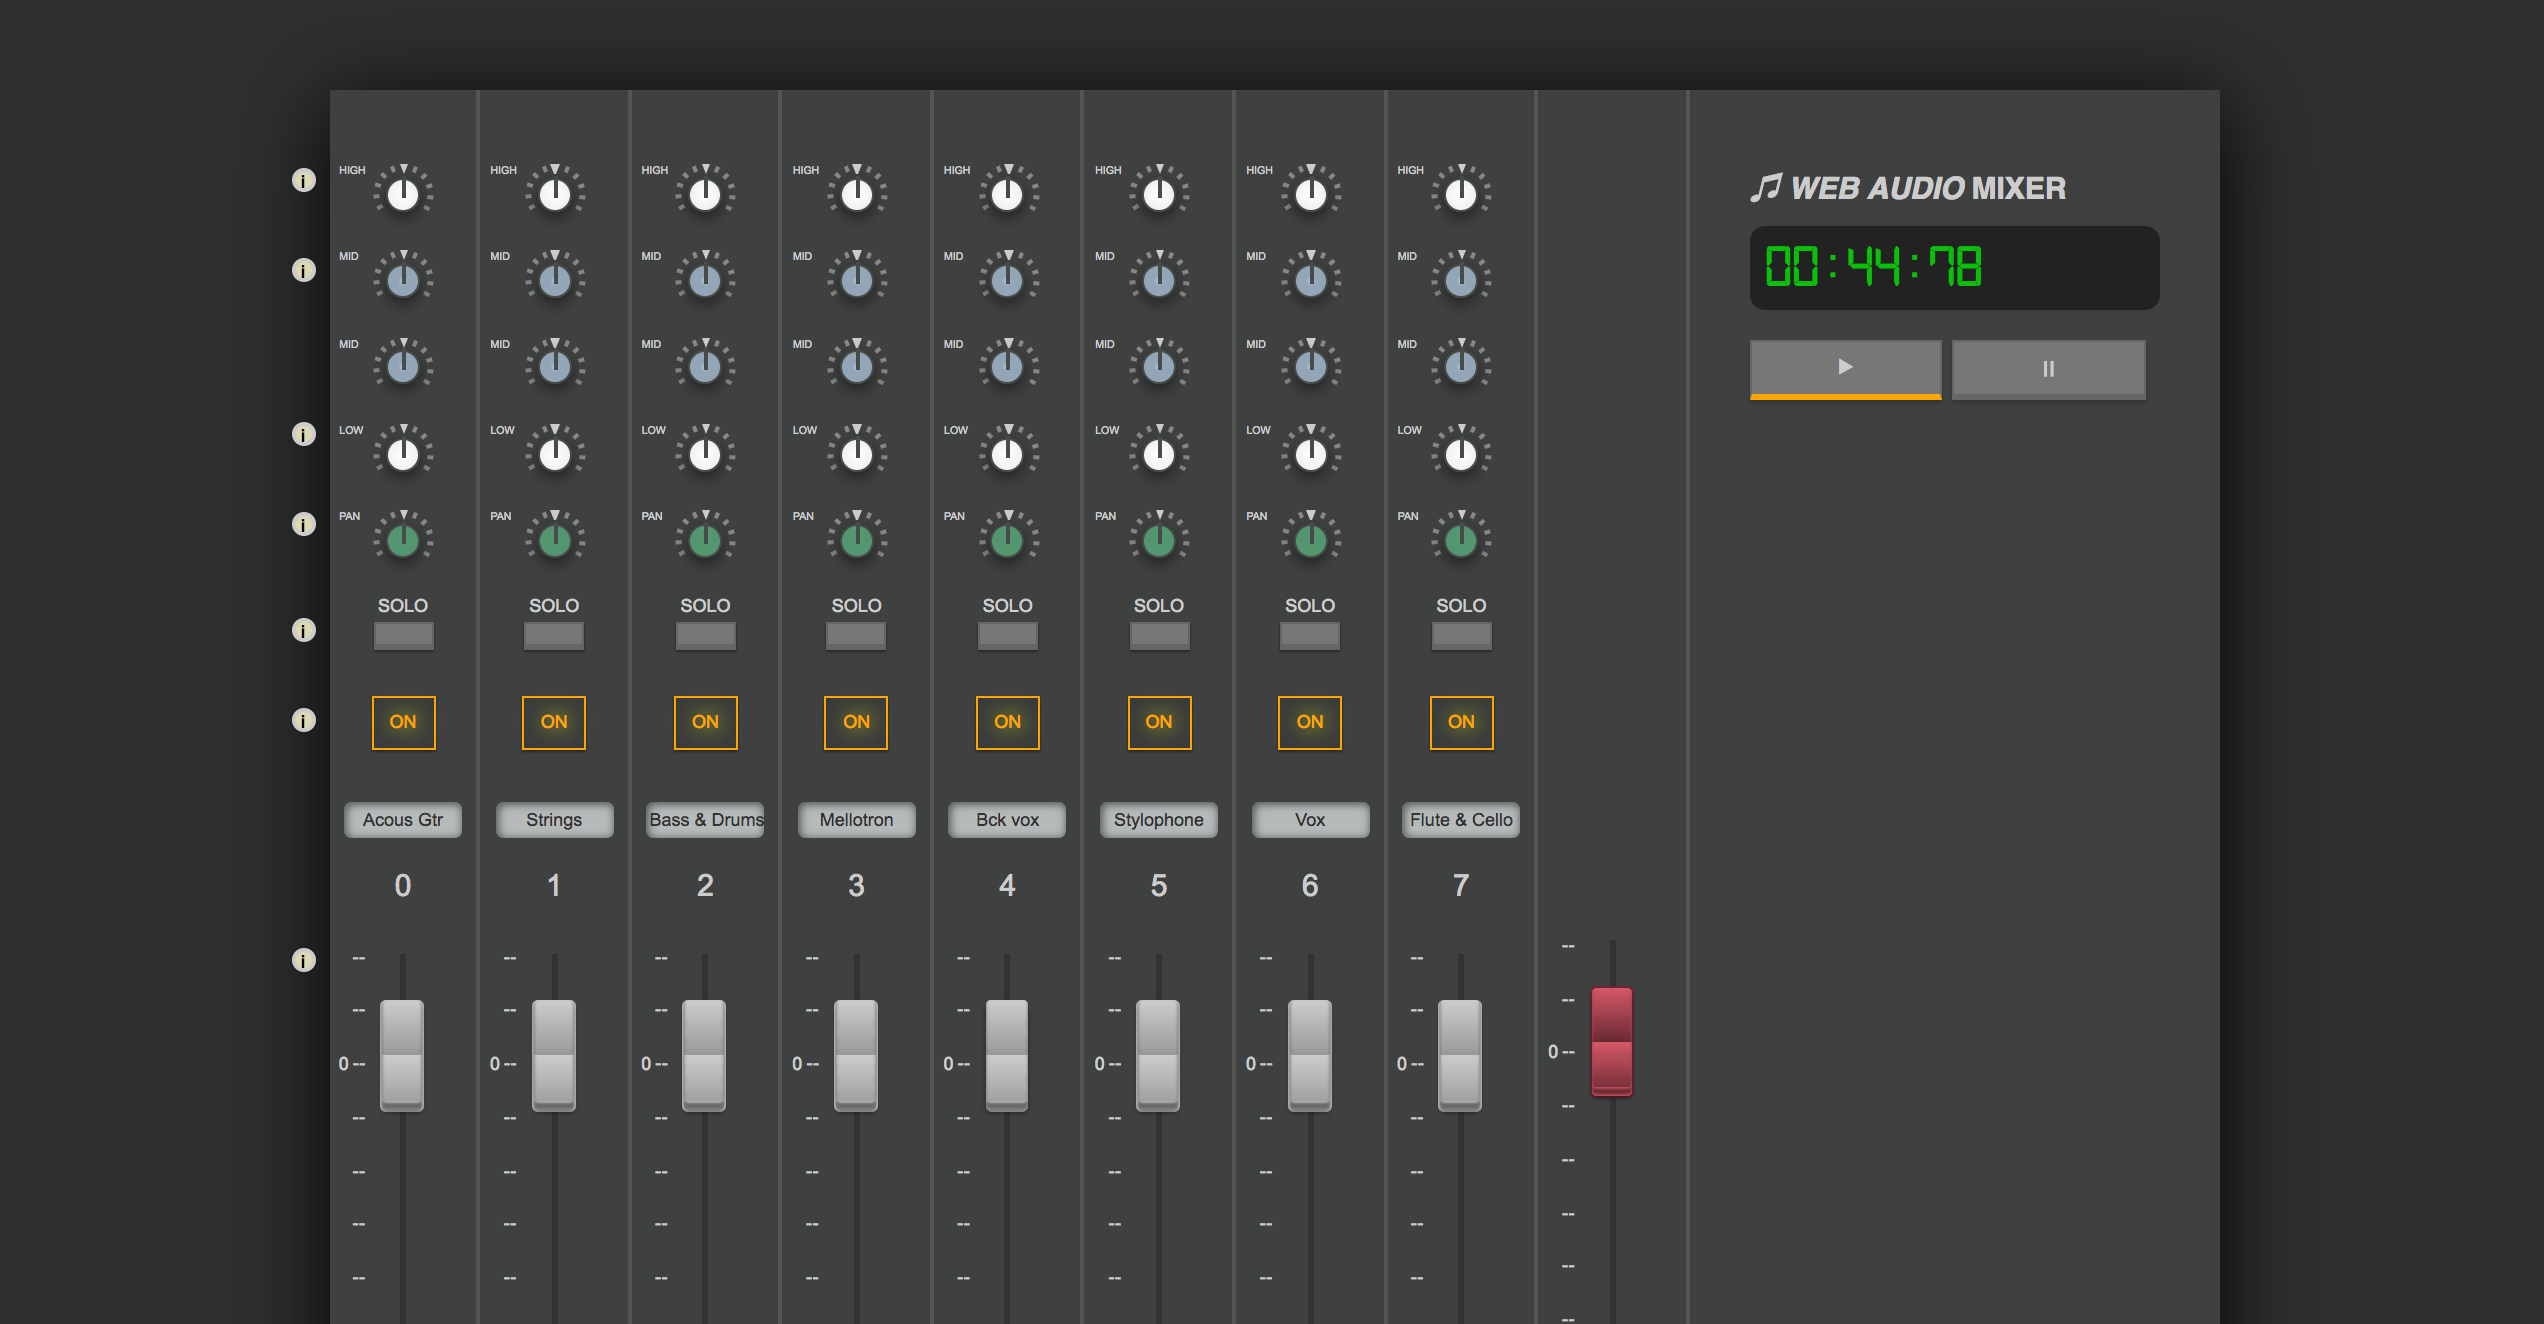 HIGH HIGH HIGH HIGH HIGH HIGH HIGH HIGH
i
WEB AUDIO MIXER
MID MID MID MID MID MID MID MID
i
00:44:78
MID MID MID MID MID MID MID MID
LOW LOW LOW LOW LOW LOW LOW LOW
i
PAN PAN PAN PAN PAN PAN PAN PAN
i
SOLO SOLO SOLO SOLO SOLO SOLO SOLO SOLO
i
ON ON ON ON ON ON ON ON
i
Acous Gtr Strings Bass & Drums Mellotron Bck vox Stylophone Vox Flute & Cello
0 1 2 3 4 5 6 7
i
-- -- -- -- -- -- -- -- --
-- -- -- -- -- -- -- -- --
0 -- 0 -- 0 -- 0 -- 0 -- 0 -- 0 -- 0 -- 0 --
-- -- -- -- -- -- -- -- --
-- -- -- -- -- -- -- -- --
-- -- -- -- -- -- -- -- --
-- -- -- -- -- -- -- -- --
--